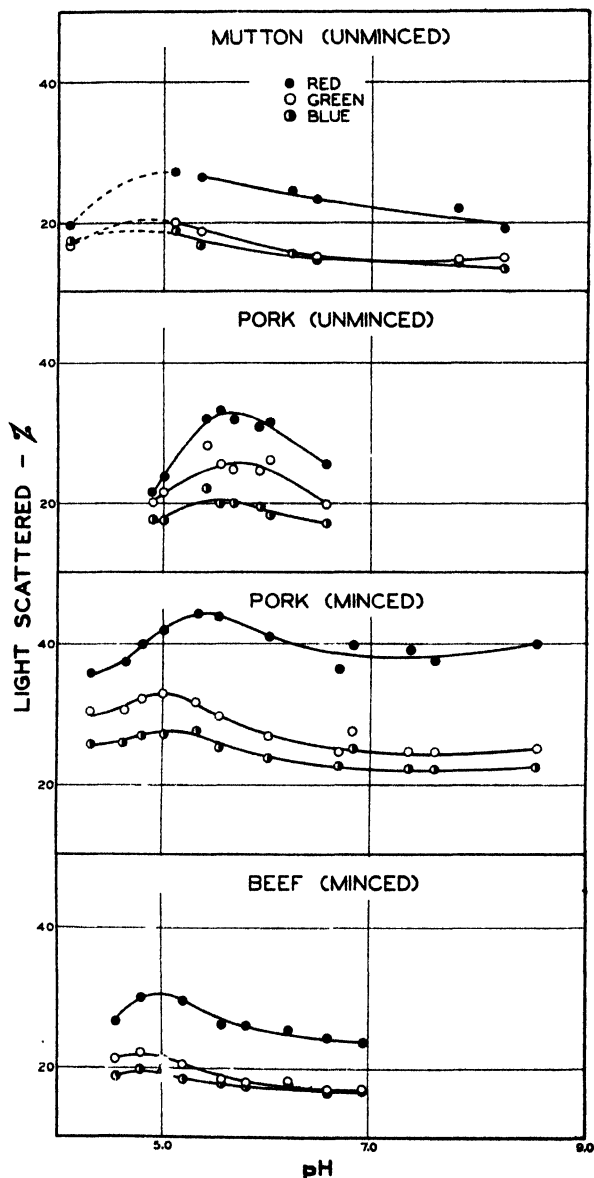 MUTTON (UNMINCED)
40
RED
GREEN
BLUE
20
PORK (UNMINCED)
40
20
LIGHT SCATTERED - %
PORK (MINCED)
40
20
BEEF (MINCED)
40
20
5.0 7.0 9.0
pH